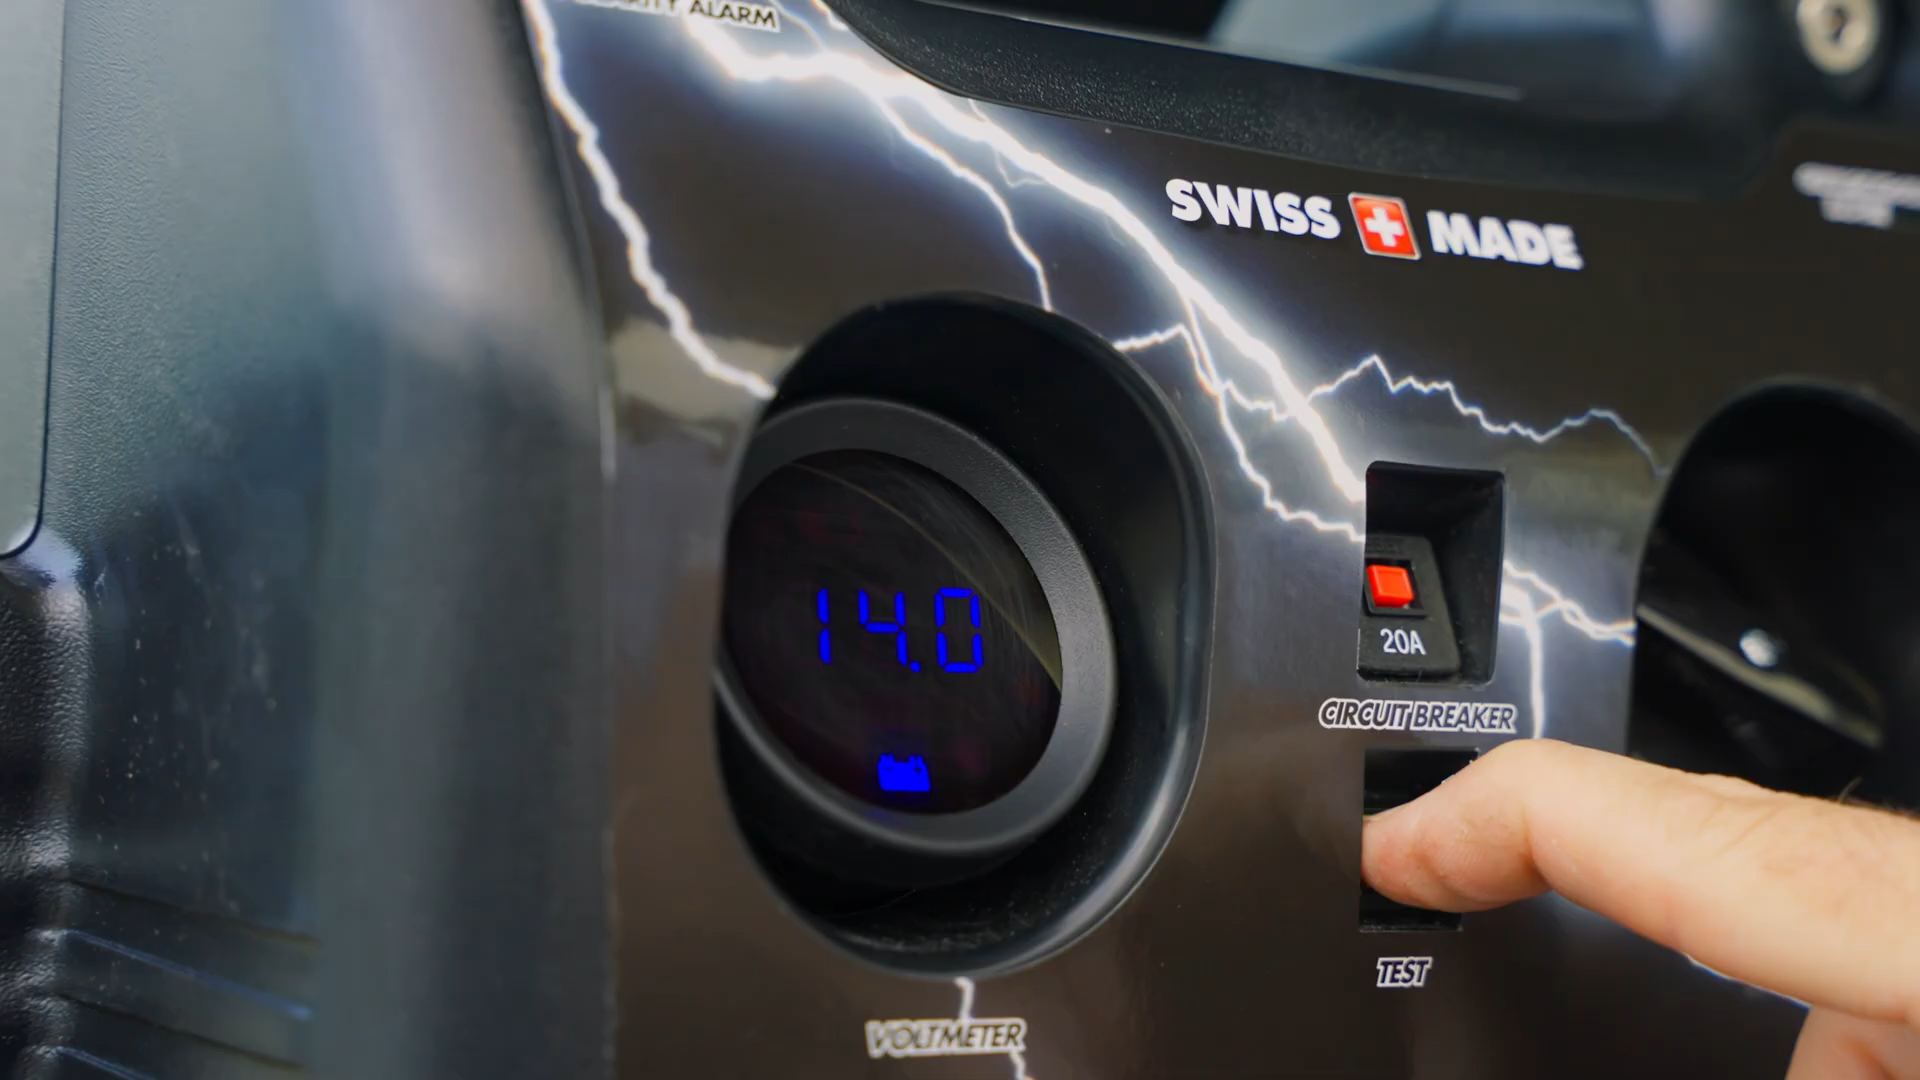 ALARM
SWISS MADE
14.0
20A
CIRCUIT BREAKER
TEST
VOLTMETER